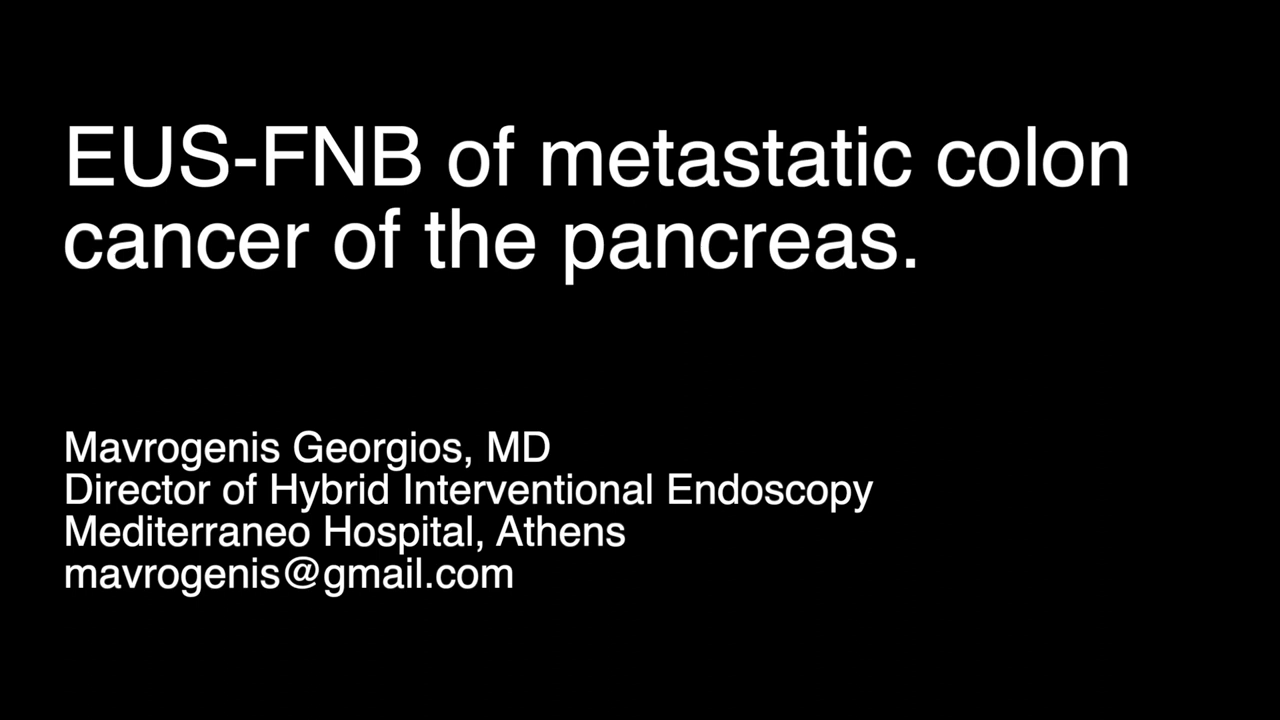 EUS-FNB of metastatic colon
cancer of the pancreas.
Mavrogenis Georgios, MD
Director of Hybrid Interventional Endoscopy
Mediterraneo Hospital, Athens
mavrogenis@gmail.com